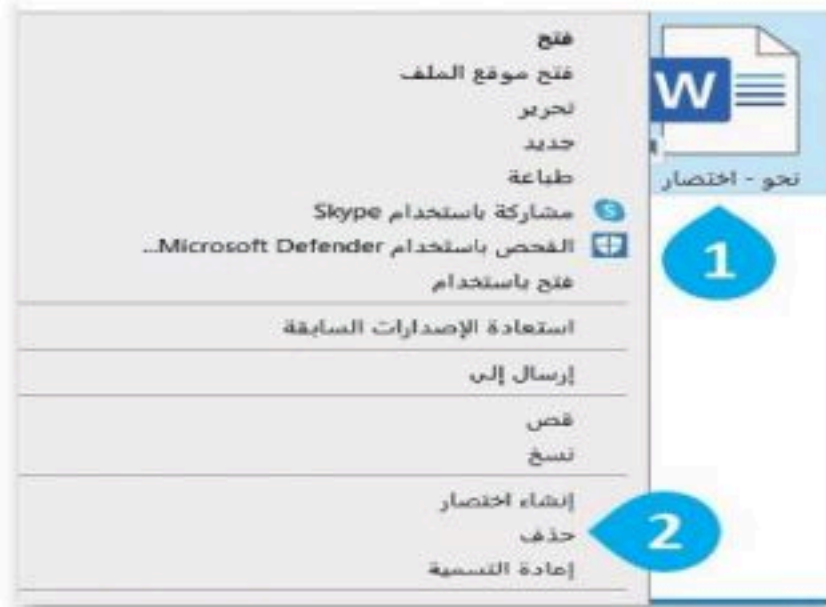 فتح
فتح موقع الملف
تحرير
جديد
طباعة
مشاركة باستخدام Skype
الفحص باستخدام Microsoft Defender...
فتح باستخدام
استعادة الإصدارات السابقة
إرسال إلى
قص
نسخ
إنشاء اختصار
حذف
إعادة التسمية
W
نحو - اختصار
1
2